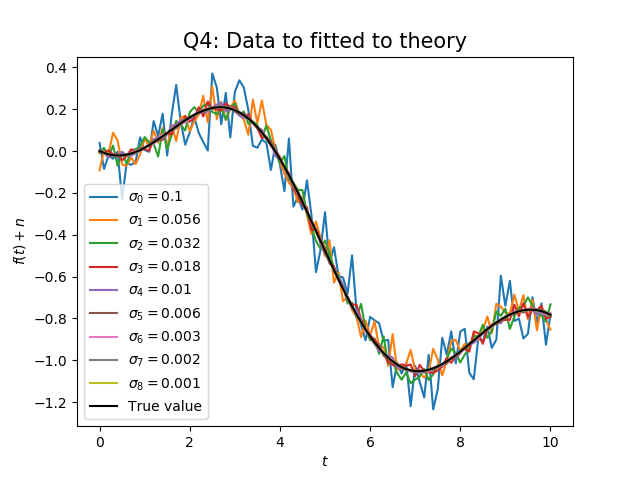 Q4: Data to fitted to theory
0.4
0.2
0.0
−0.2
−0.4
−0.6
−0.8
−1.0
−1.2
f(t) + n
σ₀ = 0.1
σ₁ = 0.056
σ₂ = 0.032
σ₃ = 0.018
σ₄ = 0.01
σ₅ = 0.006
σ₆ = 0.003
σ₇ = 0.002
σ₈ = 0.001
True value
0 2 4 6 8 10
t